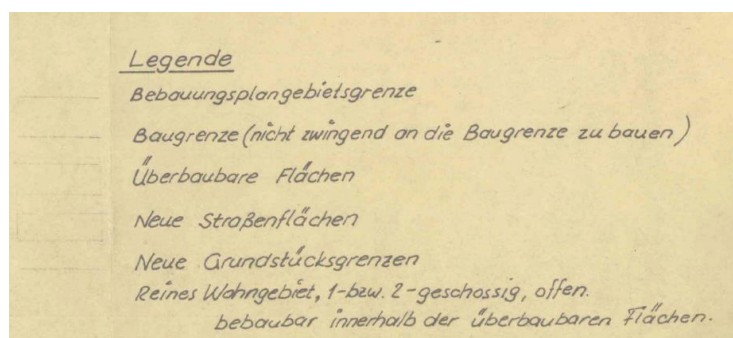 Legende
Bebauungsplangebietsgrenze
Baugrenze (nicht zwingend an die Baugrenze zu bauen)
Überbaubare Flächen
Neue Straßenflächen
Neue Grundstücksgrenzen
Reines Wohngebiet, 1-bzw. 2-geschossig, offen.
bebaubar innerhalb der überbaubaren Flächen.